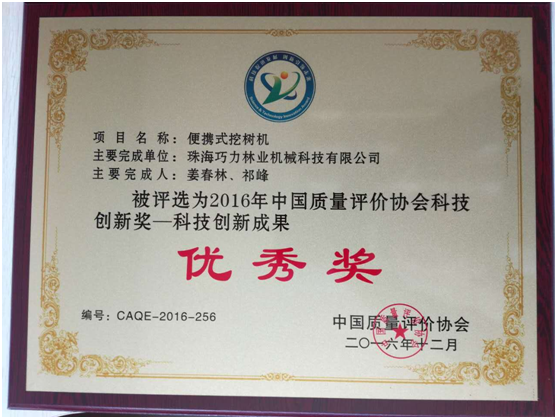 项目名称：便携式挖树机
主要完成单位：珠海巧力林业机械科技有限公司
主要完成人：姜春林、祁峰
被评选为2016年中国质量评价协会科技
创新奖—科技创新成果
优秀奖
编号：CAQE-2016-256
中国质量评价协会
二〇一六年十二月